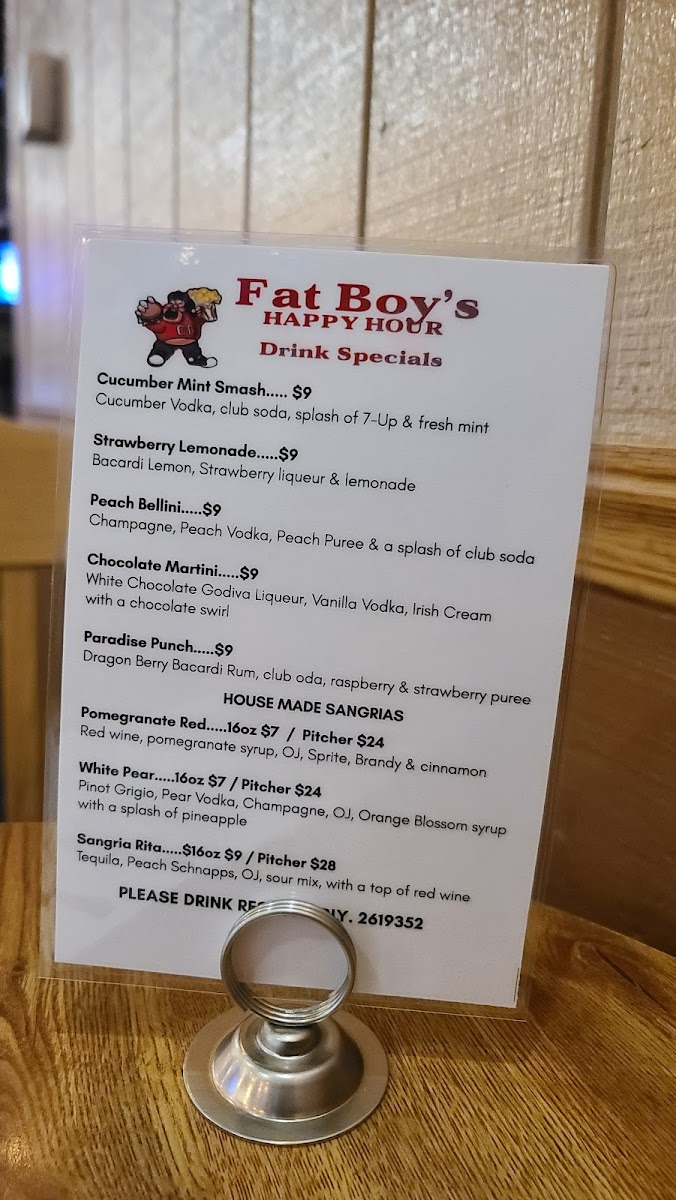 Fat Boy's
HAPPY HOUR
Drink Specials
Cucumber Mint Smash..... $9
Cucumber Vodka, club soda, splash of 7-Up & fresh mint
Strawberry Lemonade.....$9
Bacardi Lemon, Strawberry liqueur & lemonade
Peach Bellini.....$9
Champagne, Peach Vodka, Peach Puree & a splash of club soda
Chocolate Martini.....$9
White Chocolate Godiva Liqueur, Vanilla Vodka, Irish Cream
with a chocolate swirl
Paradise Punch.....$9
Dragon Berry Bacardi Rum, club oda, raspberry & strawberry puree
HOUSE MADE SANGRIAS
Pomegranate Red.....16oz $7 / Pitcher $24
Red wine, pomegranate syrup, OJ, Sprite, Brandy & cinnamon
White Pear.....16oz $7 / Pitcher $24
Pinot Grigio, Pear Vodka, Champagne, OJ, Orange Blossom syrup
with a splash of pineapple
Sangria Rita.....$16oz $9 / Pitcher $28
Tequila, Peach Schnapps, OJ, sour mix, with a top of red wine
PLEASE DRINK 2619352